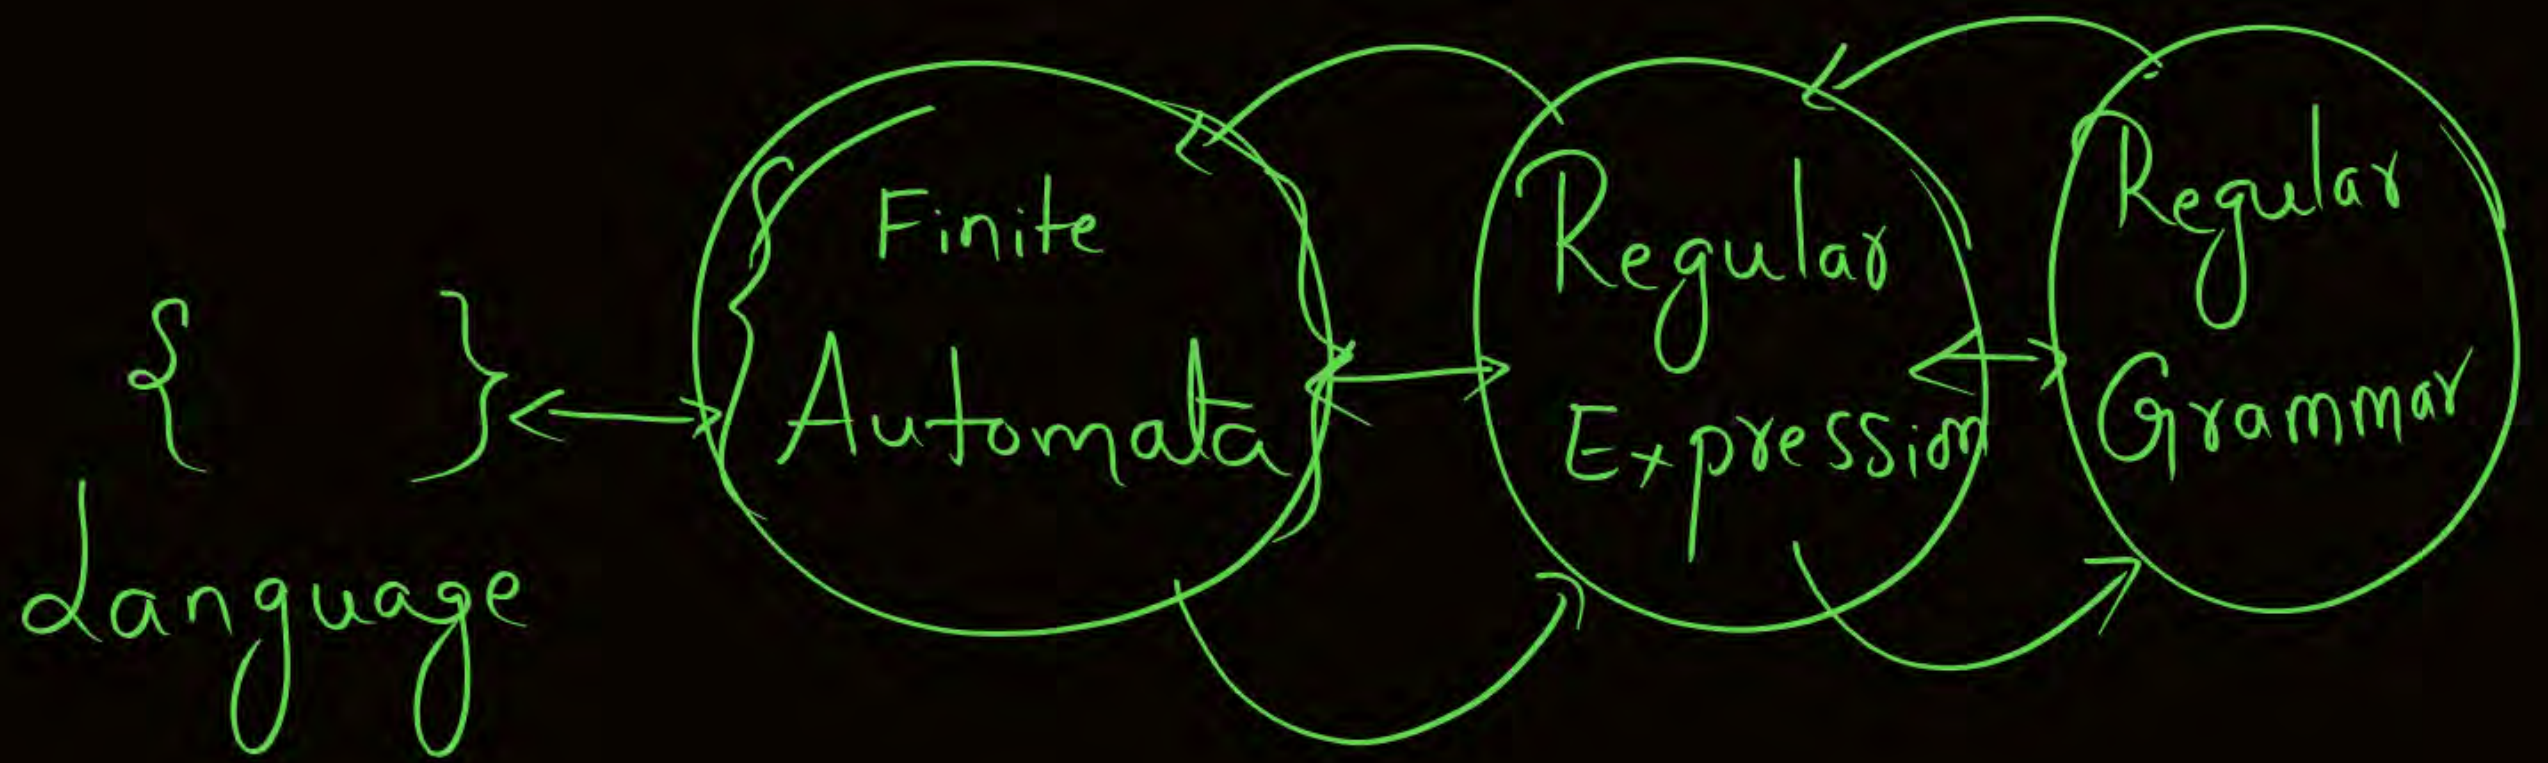 { }
Language
Finite
Automata
Regular
Expression
Regular
Grammar